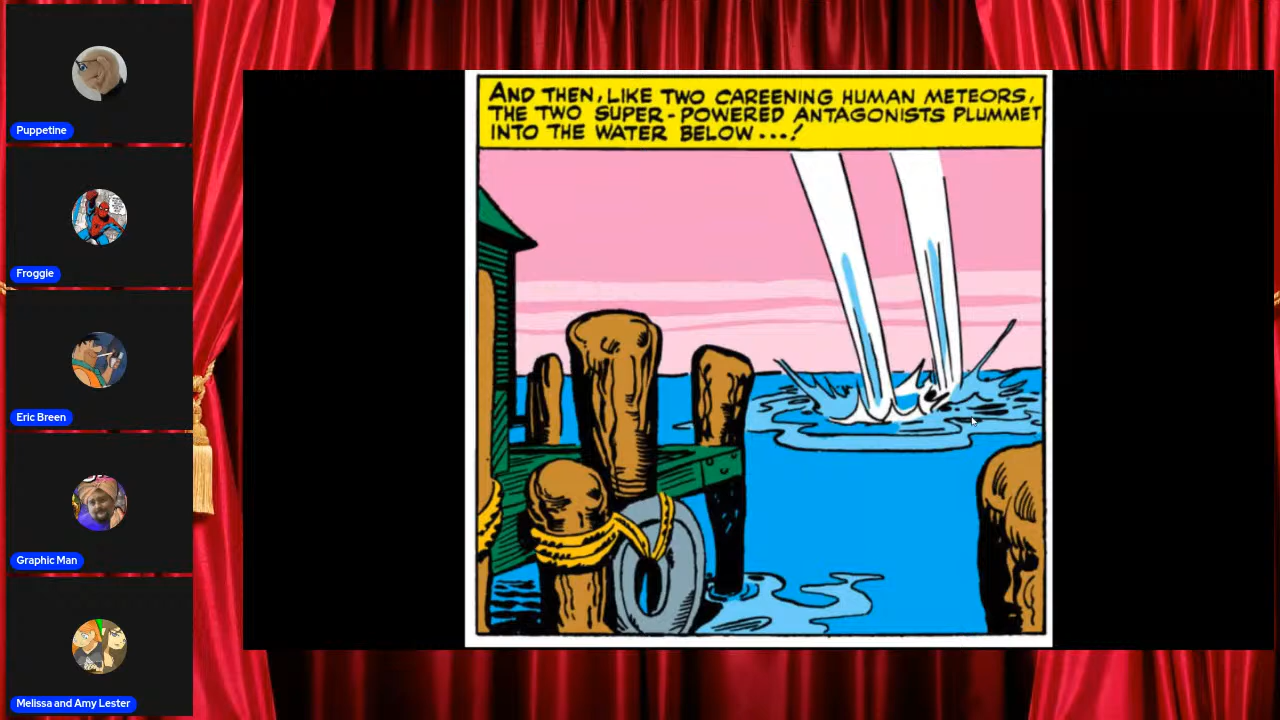 Puppetine
Froggie
Eric Breen
Graphic Man
Melissa and Amy Lester
AND THEN, LIKE TWO CAREENING HUMAN METEORS,
THE TWO SUPER-POWERED ANTAGONISTS PLUMMET
INTO THE WATER BELOW...!